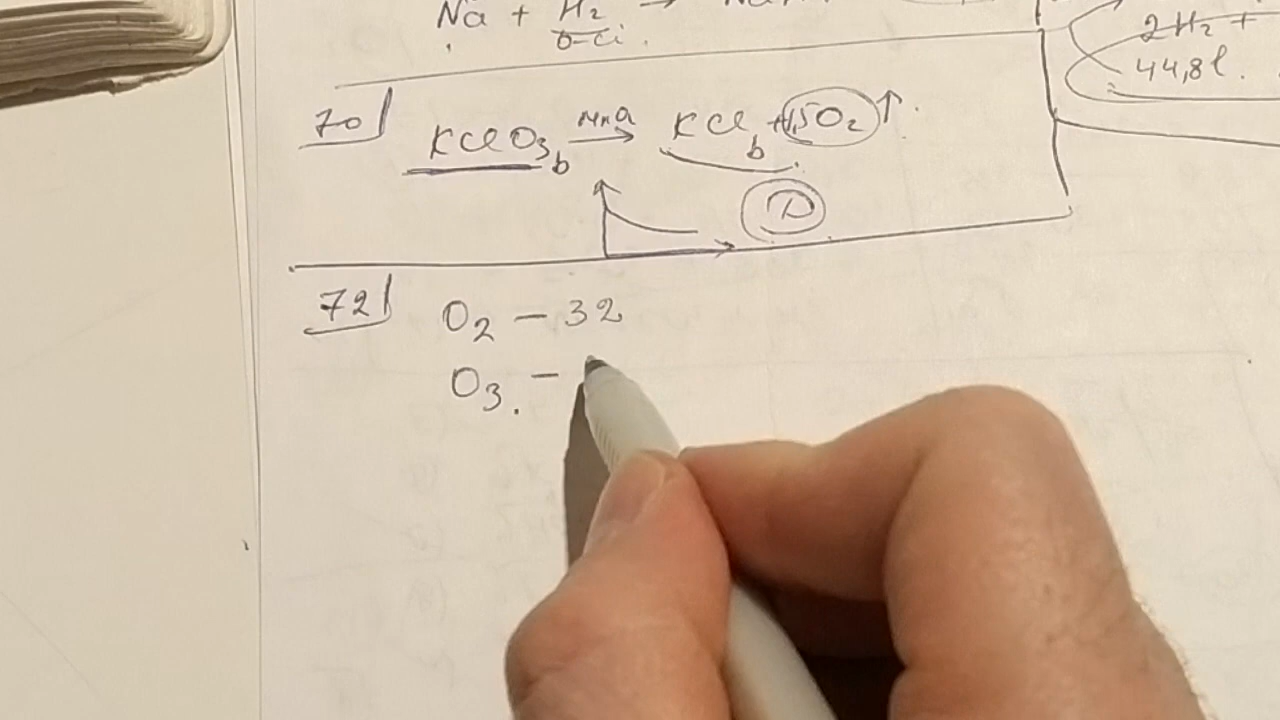 Na + H₂ →
2H₂ +
44,8l.
70 KClO₃ → KCl + 1,5O₂↑
b b
D
72 O₂ – 32
O₃ –